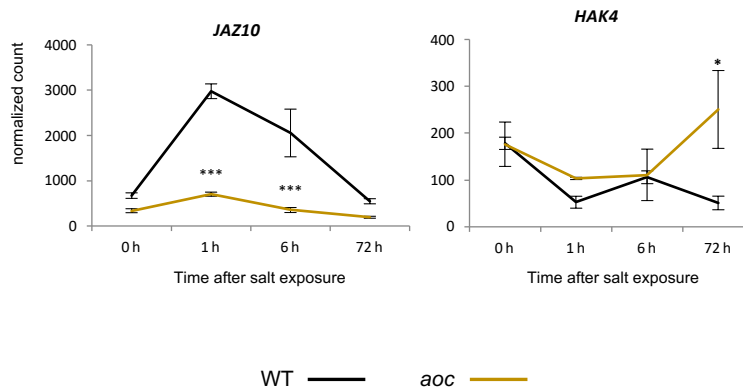 JAZ10
normalized count
4000
3000
2000
1000
0
***
***
0 h 1 h 6 h 72 h
Time after salt exposure
HAK4
400
300
200
100
0
*
0 h 1 h 6 h 72 h
Time after salt exposure
WT aoc